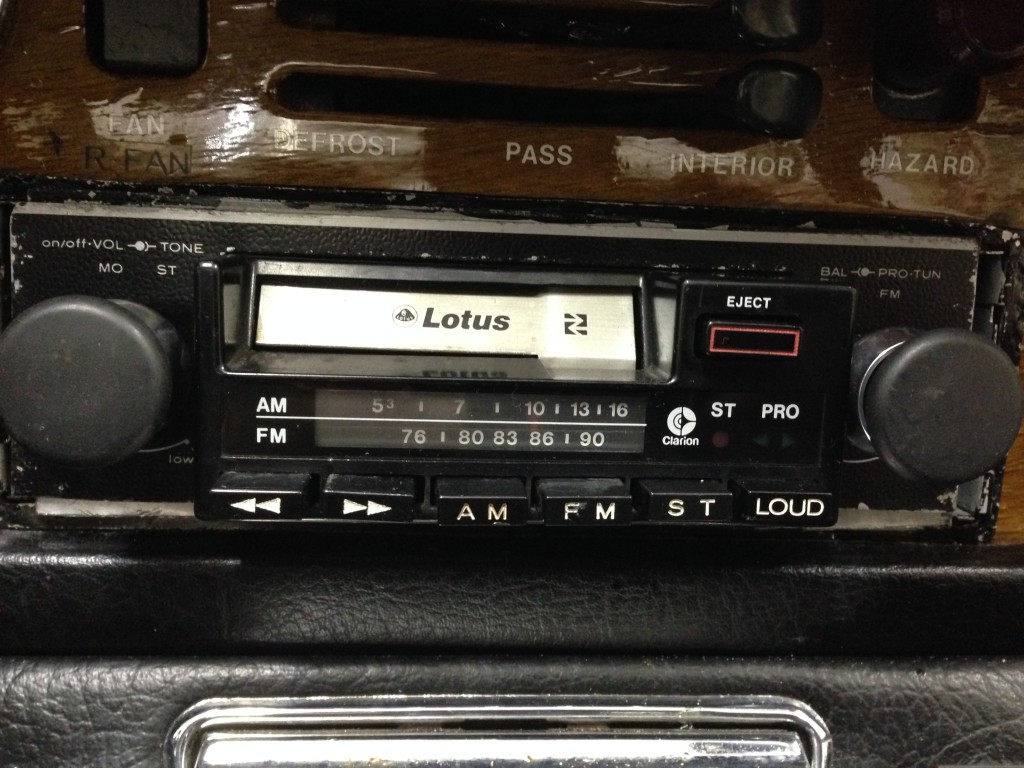 FAN
R FAN
DEFROST
PASS
INTERIOR
HAZARD
on/off·VOL TONE
MO ST
BAL PRO·TUN
FM
EJECT
Lotus
AM 53 7 10 13 16
FM 76 80 83 86 90
Clarion
ST PRO
low
AM FM ST LOUD